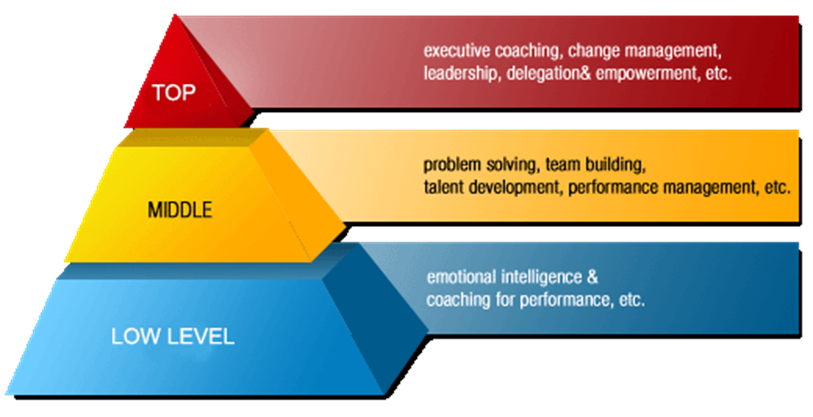 TOP
executive coaching, change management,
leadership, delegation& empowerment, etc.
MIDDLE
problem solving, team building,
talent development, performance management, etc.
LOW LEVEL
emotional intelligence &
coaching for performance, etc.